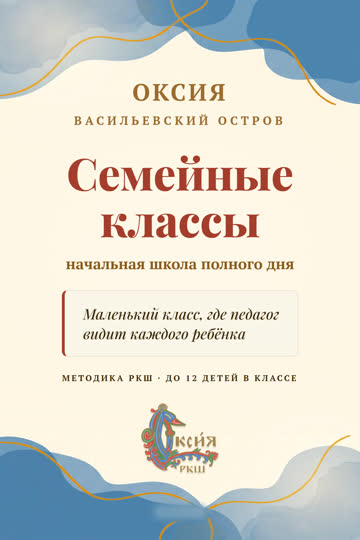 ОКСИЯ
ВАСИЛЬЕВСКИЙ ОСТРОВ
Семейные
классы
начальная школа полного дня
Маленький класс, где педагог
видит каждого ребёнка
МЕТОДИКА РКШ · ДО 12 ДЕТЕЙ В КЛАССЕ
Оксия
РКШ